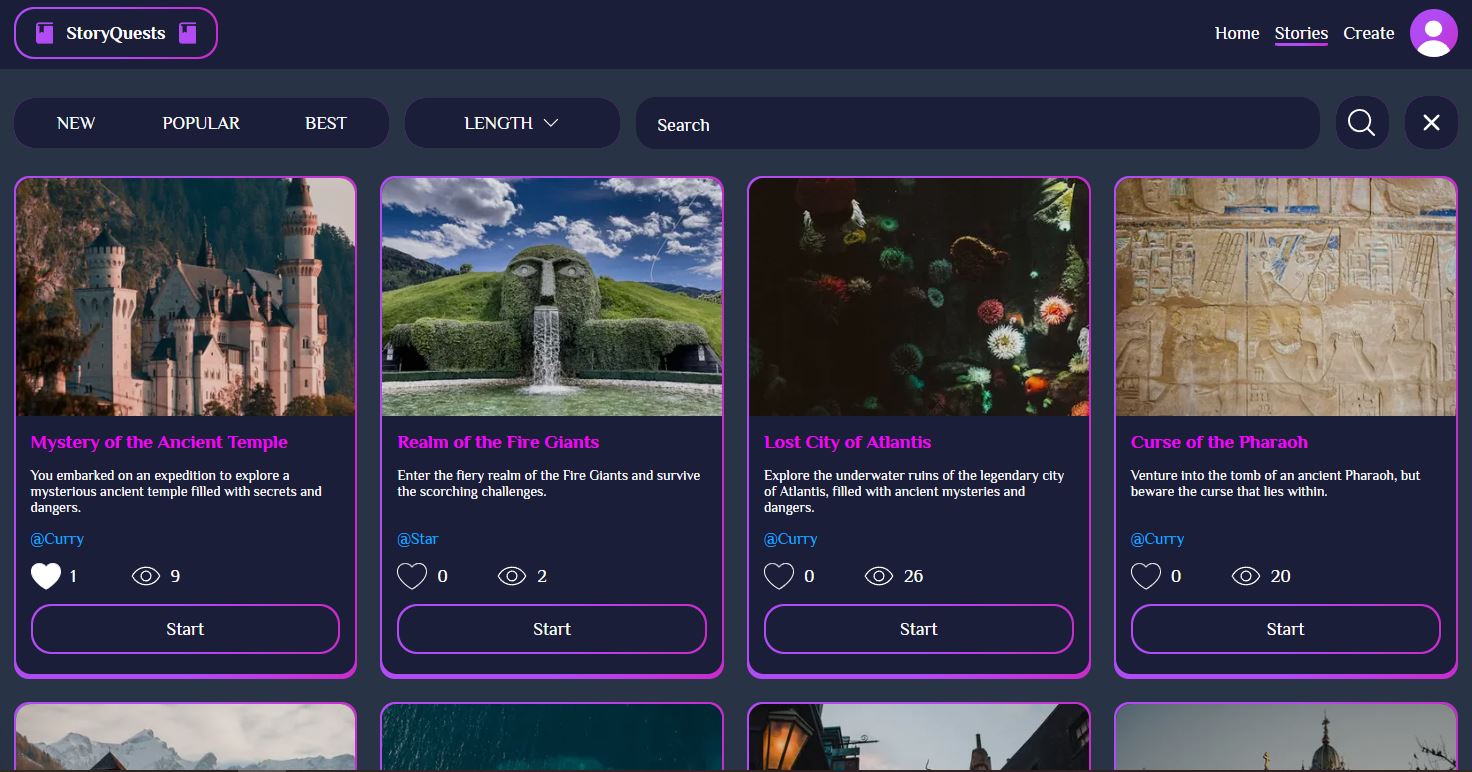 StoryQuests
Home Stories Create
NEW POPULAR BEST LENGTH Search
Mystery of the Ancient Temple
You embarked on an expedition to explore a
mysterious ancient temple filled with secrets and
dangers.
@Curry
1 9
Start
Realm of the Fire Giants
Enter the fiery realm of the Fire Giants and survive
the scorching challenges.
@Star
0 2
Start
Lost City of Atlantis
Explore the underwater ruins of the legendary city
of Atlantis, filled with ancient mysteries and
dangers.
@Curry
0 26
Start
Curse of the Pharaoh
Venture into the tomb of an ancient Pharaoh, but
beware the curse that lies within.
@Curry
0 20
Start